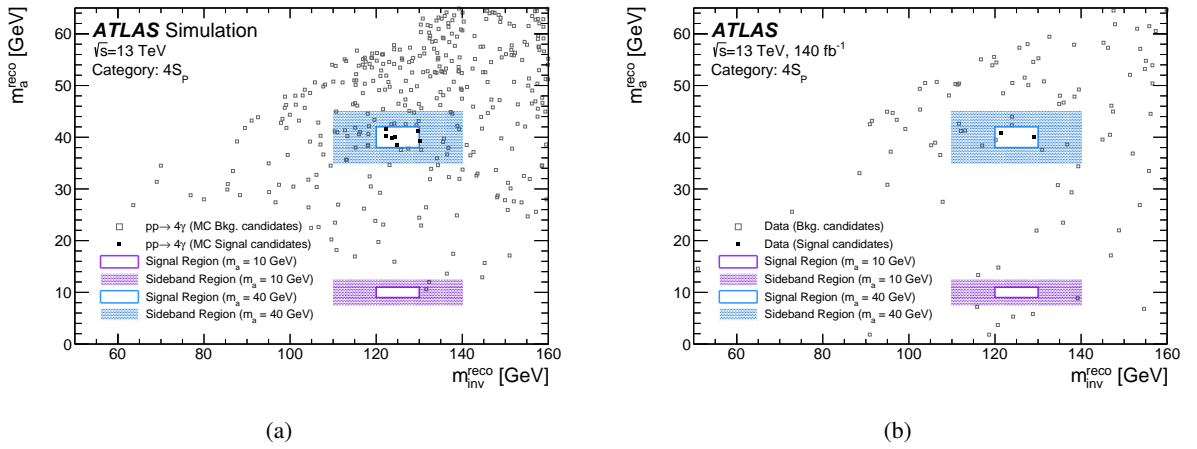 ATLAS Simulation
√s=13 TeV
Category: 4S_P
m_a^reco [GeV]
60
50
40
30
20
10
0
pp→ 4γ (MC Bkg. candidates)
pp→ 4γ (MC Signal candidates)
Signal Region (m_a = 10 GeV)
Sideband Region (m_a = 10 GeV)
Signal Region (m_a = 40 GeV)
Sideband Region (m_a = 40 GeV)
60 80 100 120 140 160
m_inv^reco [GeV]
(a)
ATLAS
√s=13 TeV, 140 fb⁻¹
Category: 4S_P
m_a^reco [GeV]
60
50
40
30
20
10
0
Data (Bkg. candidates)
Data (Signal candidates)
Signal Region (m_a = 10 GeV)
Sideband Region (m_a = 10 GeV)
Signal Region (m_a = 40 GeV)
Sideband Region (m_a = 40 GeV)
60 80 100 120 140 160
m_inv^reco [GeV]
(b)